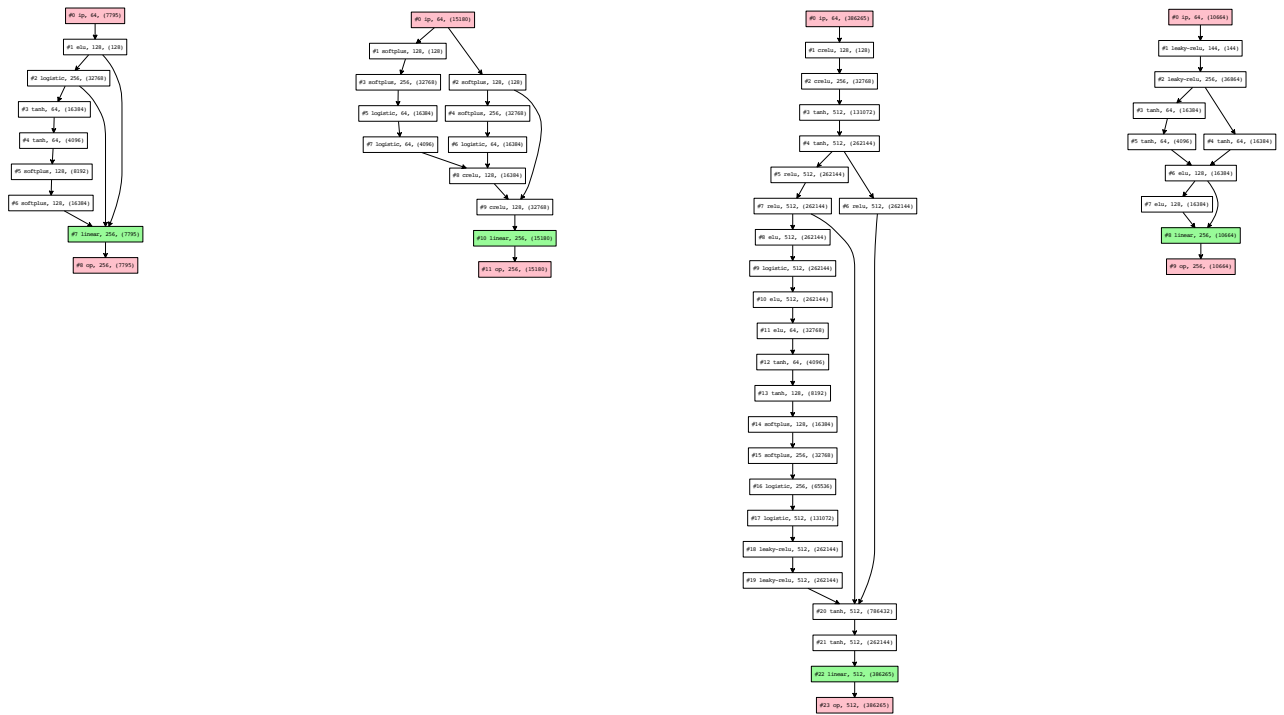 #0 ip, 64, (7795)
#1 elu, 128, (128)
#2 logistic, 256, (32768)
#3 tanh, 64, (16384)
#4 tanh, 64, (4096)
#5 softplus, 128, (8192)
#6 softplus, 128, (16384)
#7 linear, 256, (7795)
#8 op, 256, (7795)
#0 ip, 64, (15180)
#1 softplus, 128, (128)
#3 softplus, 256, (32768)
#2 softplus, 128, (128)
#5 logistic, 64, (16384)
#4 softplus, 256, (32768)
#7 logistic, 64, (4096)
#6 logistic, 64, (16384)
#8 crelu, 128, (16384)
#9 crelu, 128, (32768)
#10 linear, 256, (15180)
#11 op, 256, (15180)
#0 ip, 64, (386265)
#1 crelu, 128, (128)
#2 crelu, 256, (32768)
#3 tanh, 512, (131072)
#4 tanh, 512, (262144)
#5 relu, 512, (262144)
#7 relu, 512, (262144)
#6 relu, 512, (262144)
#8 elu, 512, (262144)
#9 logistic, 512, (262144)
#10 elu, 512, (262144)
#11 elu, 64, (32768)
#12 tanh, 64, (4096)
#13 tanh, 128, (8192)
#14 softplus, 128, (16384)
#15 softplus, 256, (32768)
#16 logistic, 256, (65536)
#17 logistic, 512, (131072)
#18 leaky-relu, 512, (262144)
#19 leaky-relu, 512, (262144)
#20 tanh, 512, (786432)
#21 tanh, 512, (262144)
#22 linear, 512, (386265)
#23 op, 512, (386265)
#0 ip, 64, (10664)
#1 leaky-relu, 144, (144)
#2 leaky-relu, 256, (36864)
#3 tanh, 64, (16384)
#5 tanh, 64, (4096)
#4 tanh, 64, (16384)
#6 elu, 128, (16384)
#7 elu, 128, (16384)
#8 linear, 256, (10664)
#9 op, 256, (10664)